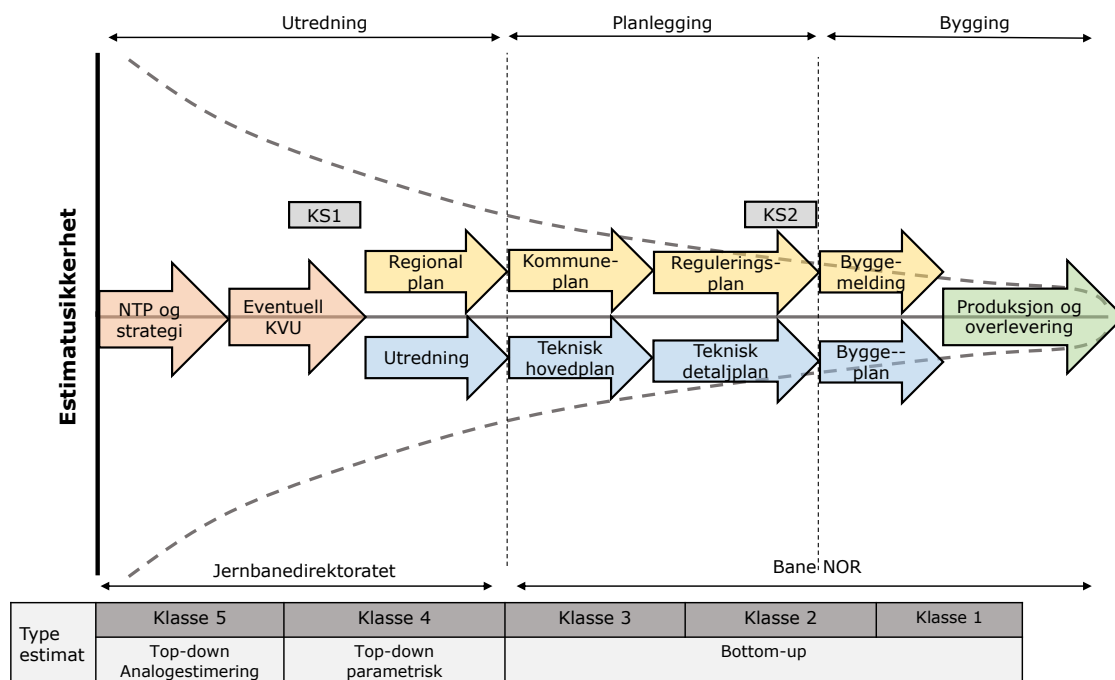 Utredning
Planlegging
Bygging
Estimatusikkerhet
KS1
KS2
Regional
plan
Kommune-
plan
Regulerings-
plan
Bygge-
melding
NTP og
strategi
Eventuell
KVU
Produksjon og
overlevering
Utredning
Teknisk
hovedplan
Teknisk
detaljplan
Bygge--
plan
Jernbanedirektoratet
Bane NOR
Type
estimat
Klasse 5
Klasse 4
Klasse 3
Klasse 2
Klasse 1
Top-down
Analogestimering
Top-down
parametrisk
Bottom-up